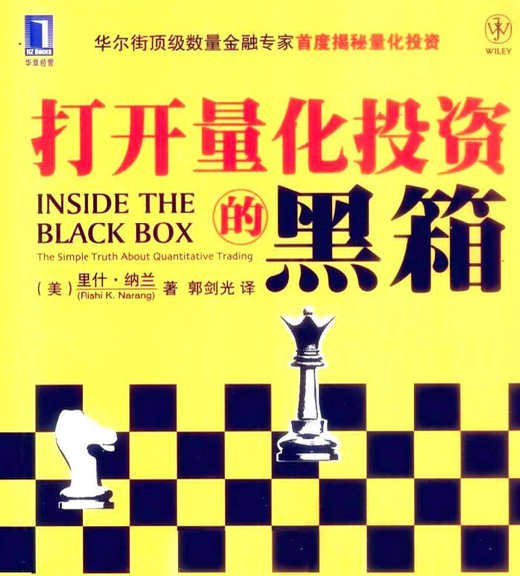 HZ Books
华章经管
华尔街顶级数量金融专家首度揭秘量化投资
WILEY
打开量化投资
的黑箱
INSIDE THE
BLACK BOX
The Simple Truth About Quantitative Trading
(美) 里什·纳兰 著 郭剑光 译
(Rishi K. Narang)